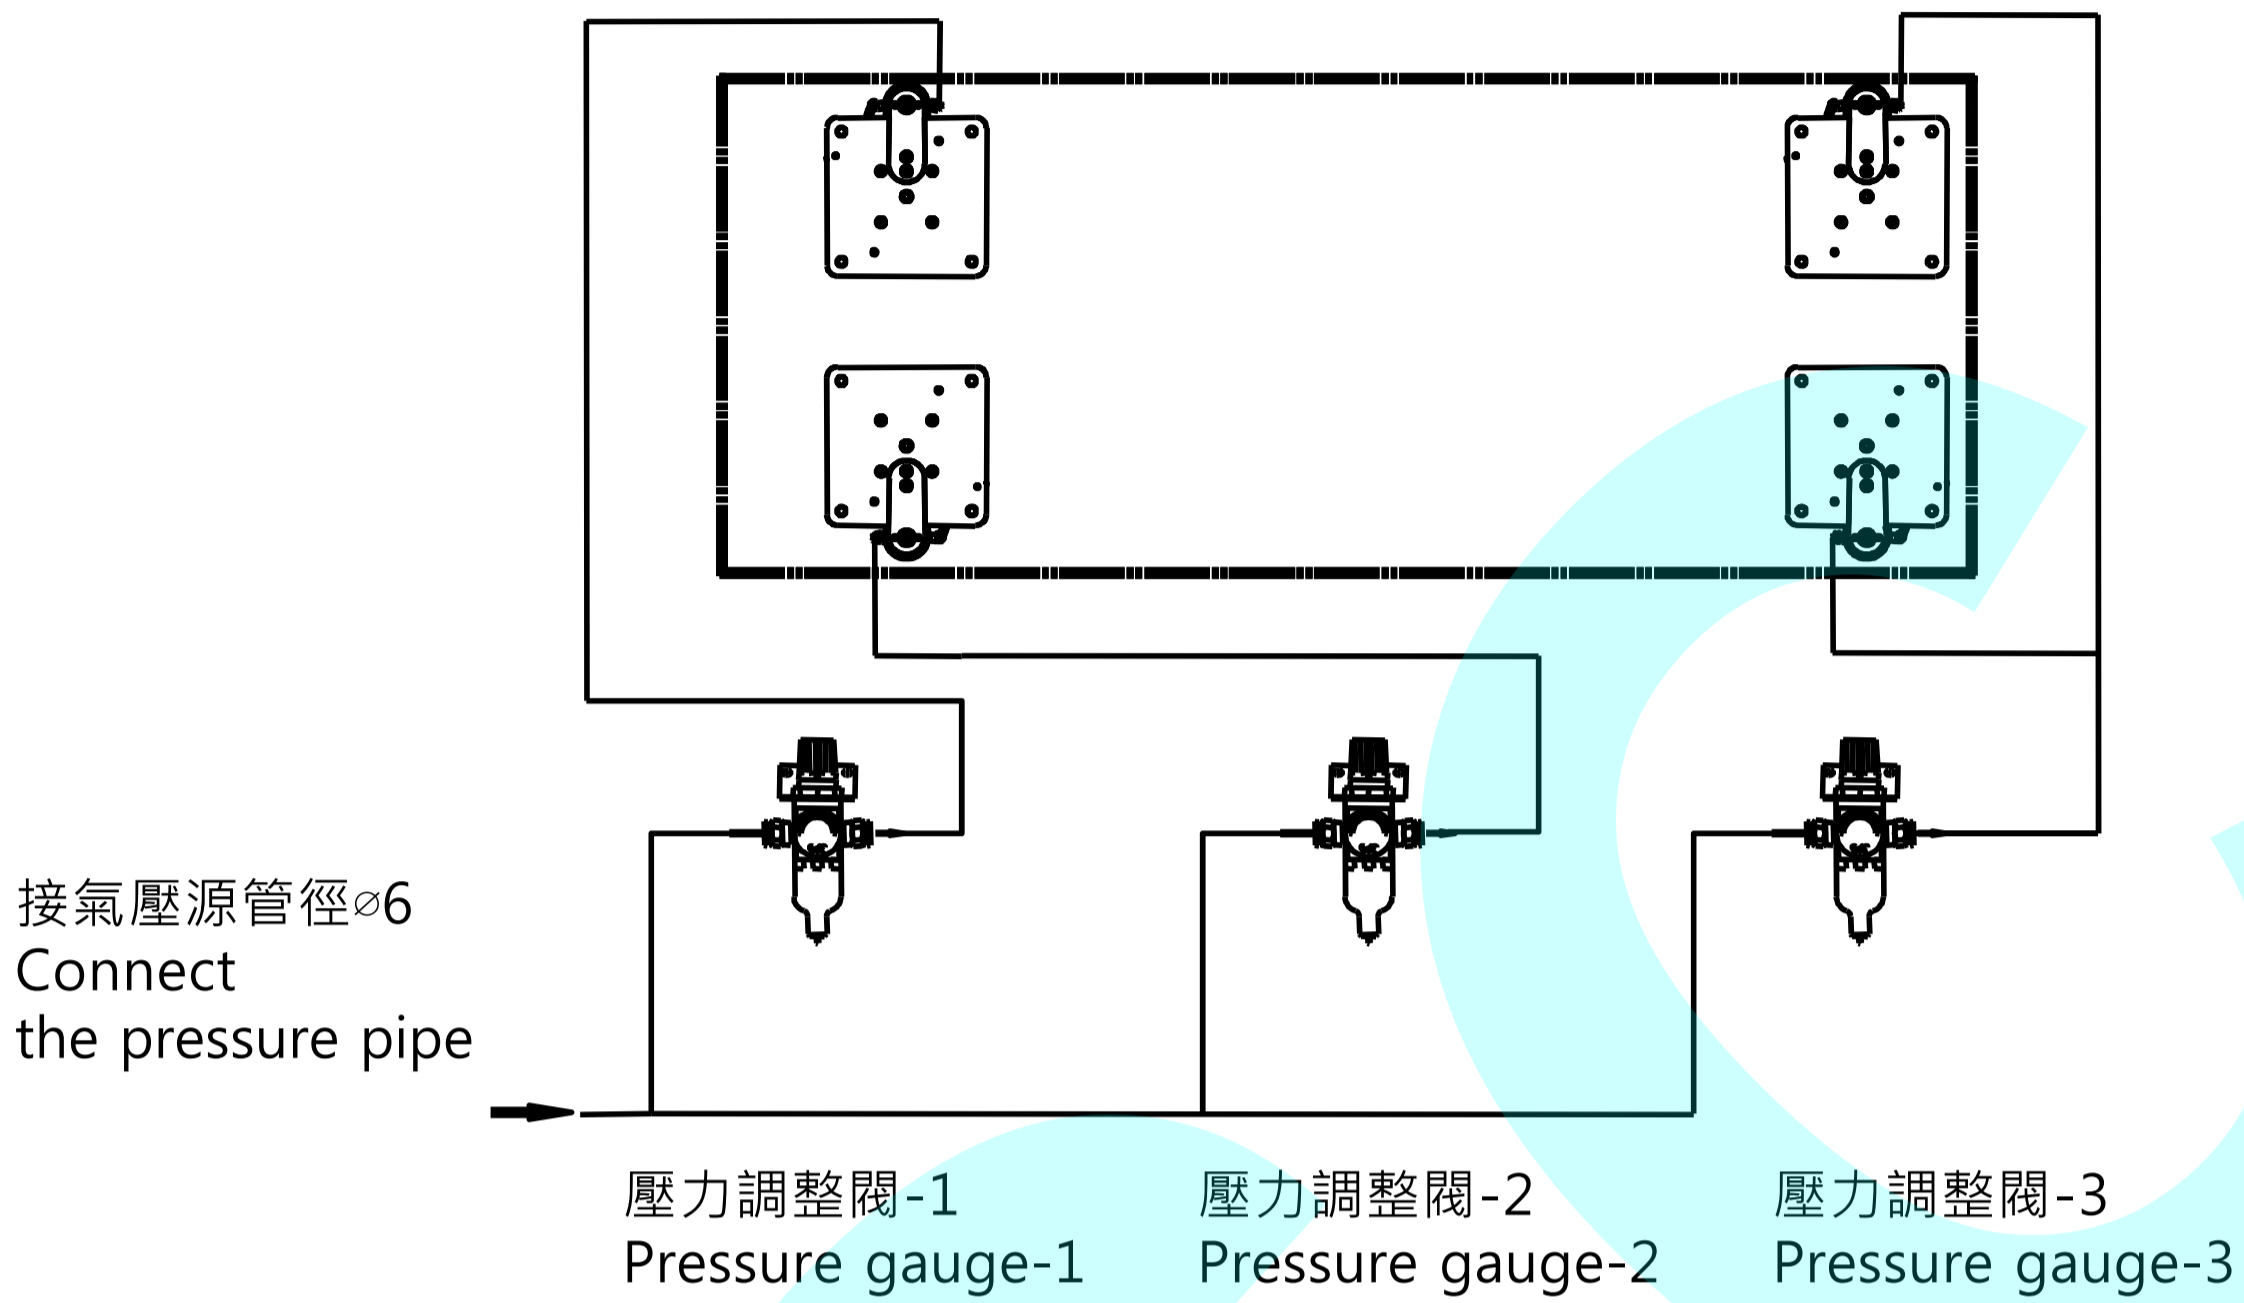 接氣壓源管徑⌀6
Connect
the pressure pipe
壓力調整閥-1
Pressure gauge-1
壓力調整閥-2
Pressure gauge-2
壓力調整閥-3
Pressure gauge-3